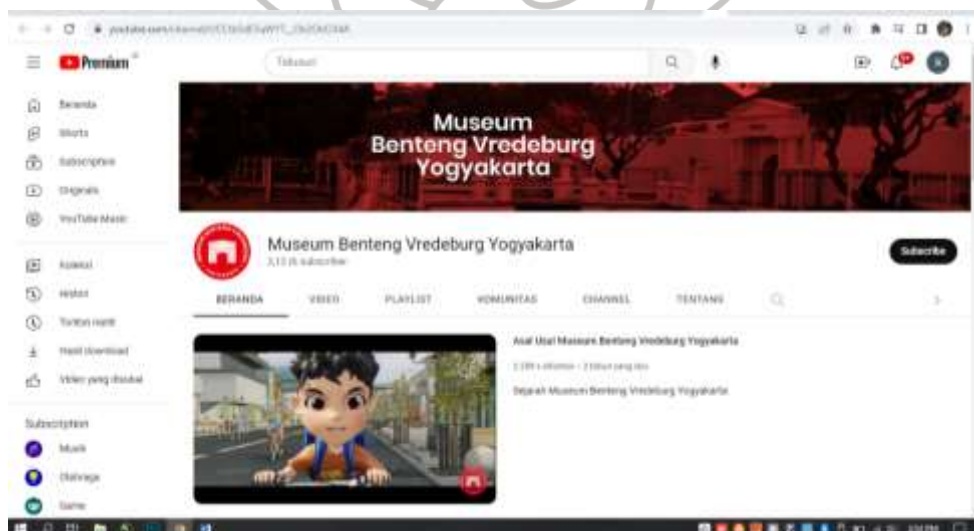 Premium
Telusuri
Beranda
Shorts
Subscription
Originals
YouTube Music
Koleksi
Histori
Tonton nanti
Hasil download
Video yang disukai
Subscription
Musik
Olahraga
Game
Museum
Benteng Vredeburg
Yogyakarta
Museum Benteng Vredeburg Yogyakarta
subscriber
Subscribe
BERANDA VIDEO PLAYLIST KOMUNITAS CHANNEL TENTANG
Asal Usul Museum Benteng Vredeburg Yogyakarta
Sejarah Museum Benteng Vredeburg Yogyakarta